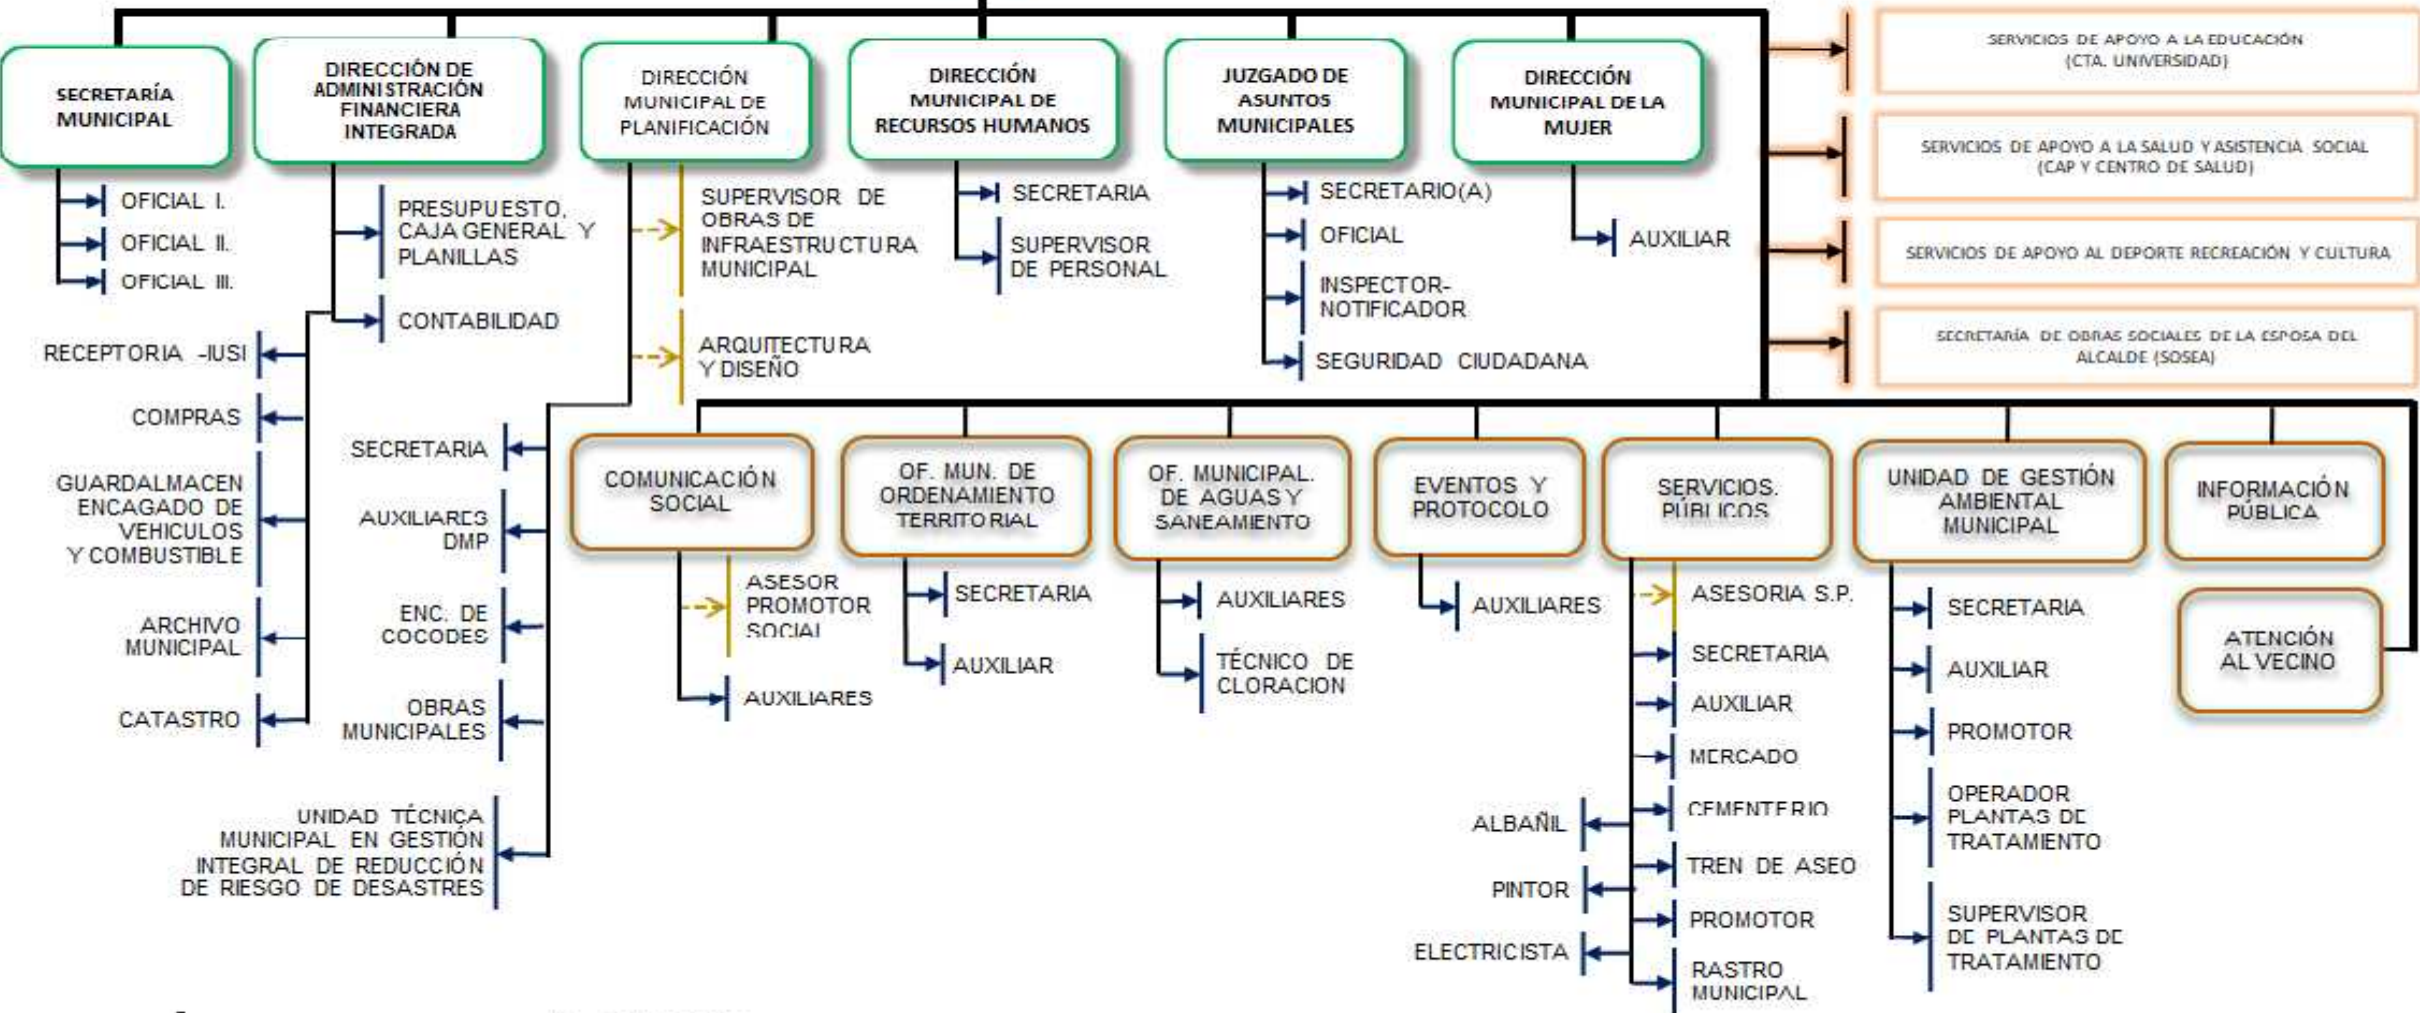 SECRETARÍA
MUNICIPAL
OFICIAL I.
OFICIAL II.
OFICIAL III.
DIRECCIÓN DE
ADMINISTRACIÓN
FINANCIERA
INTEGRADA
PRESUPUESTO,
CAJA GENERAL Y
PLANILLAS
CONTABILIDAD
RECEPTORIA -IUSI
COMPRAS
GUARDALMACEN
ENCAGADO DE
VEHICULOS
Y COMBUSTIBLE
ARCHIVO
MUNICIPAL
CATASTRO
DIRECCIÓN
MUNICIPAL DE
PLANIFICACIÓN
SUPERVISOR DE
OBRAS DE
INFRAESTRUCTURA
MUNICIPAL
ARQUITECTURA
Y DISEÑO
SECRETARIA
AUXILIARES
DMP
ENC. DE
COCODES
OBRAS
MUNICIPALES
UNIDAD TÉCNICA
MUNICIPAL EN GESTIÓN
INTEGRAL DE REDUCCIÓN
DE RIESGO DE DESASTRES
DIRECCIÓN
MUNICIPAL DE
RECURSOS HUMANOS
SECRETARIA
SUPERVISOR
DE PERSONAL
JUZGADO DE
ASUNTOS
MUNICIPALES
SECRETARIO(A)
OFICIAL
INSPECTOR-
NOTIFICADOR
SEGURIDAD CIUDADANA
DIRECCIÓN
MUNICIPAL DE LA
MUJER
AUXILIAR
SERVICIOS DE APOYO A LA EDUCACIÓN
(CTA. UNIVERSIDAD)
SERVICIOS DE APOYO A LA SALUD Y ASISTENCIA SOCIAL
(CAP Y CENTRO DE SALUD)
SERVICIOS DE APOYO AL DEPORTE RECREACIÓN Y CULTURA
SECRETARÍA DE OBRAS SOCIALES DE LA ESPOSA DEL
ALCALDE (SOSEA)
COMUNICACIÓN
SOCIAL
ASESOR
PROMOTOR
SOCIAL
AUXILIARES
OF. MUN. DE
ORDENAMIENTO
TERRITORIAL
SECRETARIA
AUXILIAR
OF. MUNICIPAL.
DE AGUAS Y
SANEAMIENTO
AUXILIARES
TÉCNICO DE
CLORACION
EVENTOS Y
PROTOCOLO
AUXILIARES
SERVICIOS.
PÚBLICOS
ASESORIA S.P.
SECRETARIA
AUXILIAR
MERCADO
CEMENTERIO
TREN DE ASEO
PROMOTOR
RASTRO
MUNICIPAL
ALBAÑIL
PINTOR
ELECTRICISTA
UNIDAD DE GESTIÓN
AMBIENTAL
MUNICIPAL
SECRETARIA
AUXILIAR
PROMOTOR
OPERADOR
PLANTAS DE
TRATAMIENTO
SUPERVISOR
DE PLANTAS DE
TRATAMIENTO
INFORMACIÓN
PÚBLICA
ATENCIÓN
AL VECINO